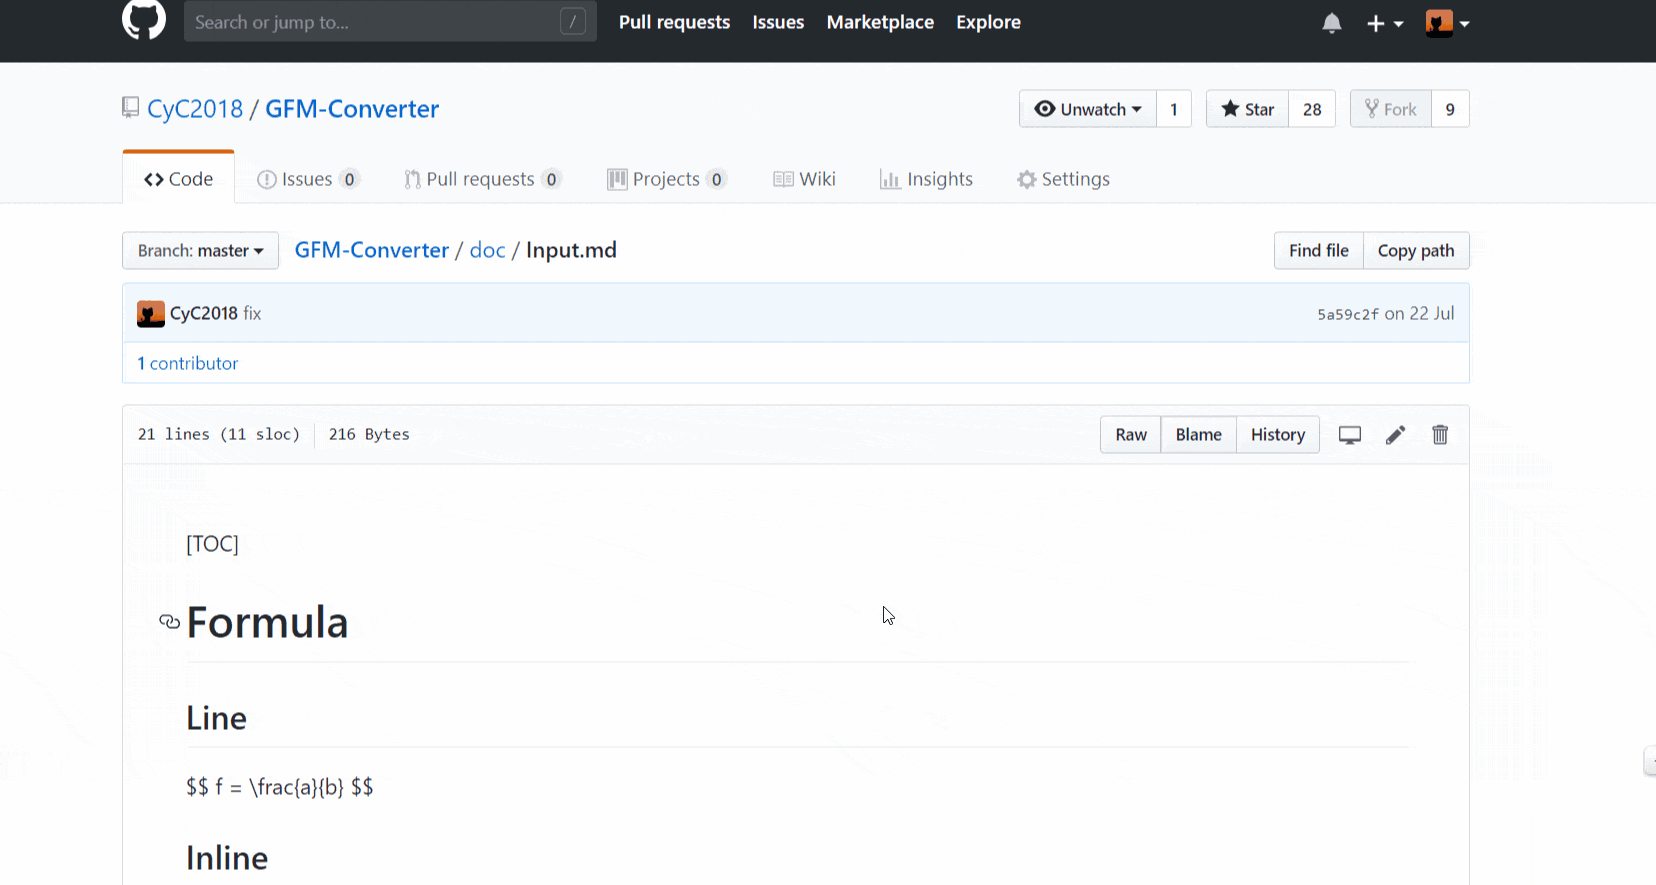 Search or jump to... / Pull requests Issues Marketplace Explore
CyC2018 / GFM-Converter Unwatch 1 Star 28 Fork 9
Code Issues 0 Pull requests 0 Projects 0 Wiki Insights Settings
Branch: master GFM-Converter / doc / Input.md Find file Copy path
CyC2018 fix 5a59c2f on 22 Jul
1 contributor
21 lines (11 sloc) 216 Bytes Raw Blame History
[TOC]
Formula
Line
$$ f = \frac{a}{b} $$
Inline